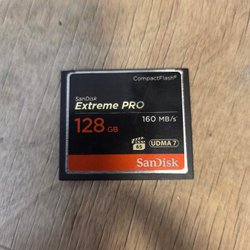 CompactFlash®
SanDisk
Extreme PRO
128 GB
160 MB/s
UDMA 7
SanDisk